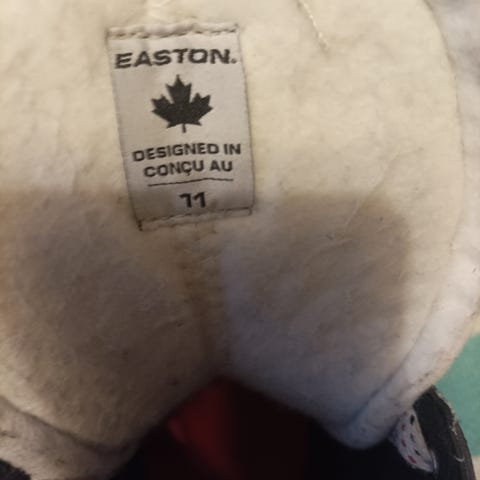 EASTON.
DESIGNED IN
CONÇU AU
11